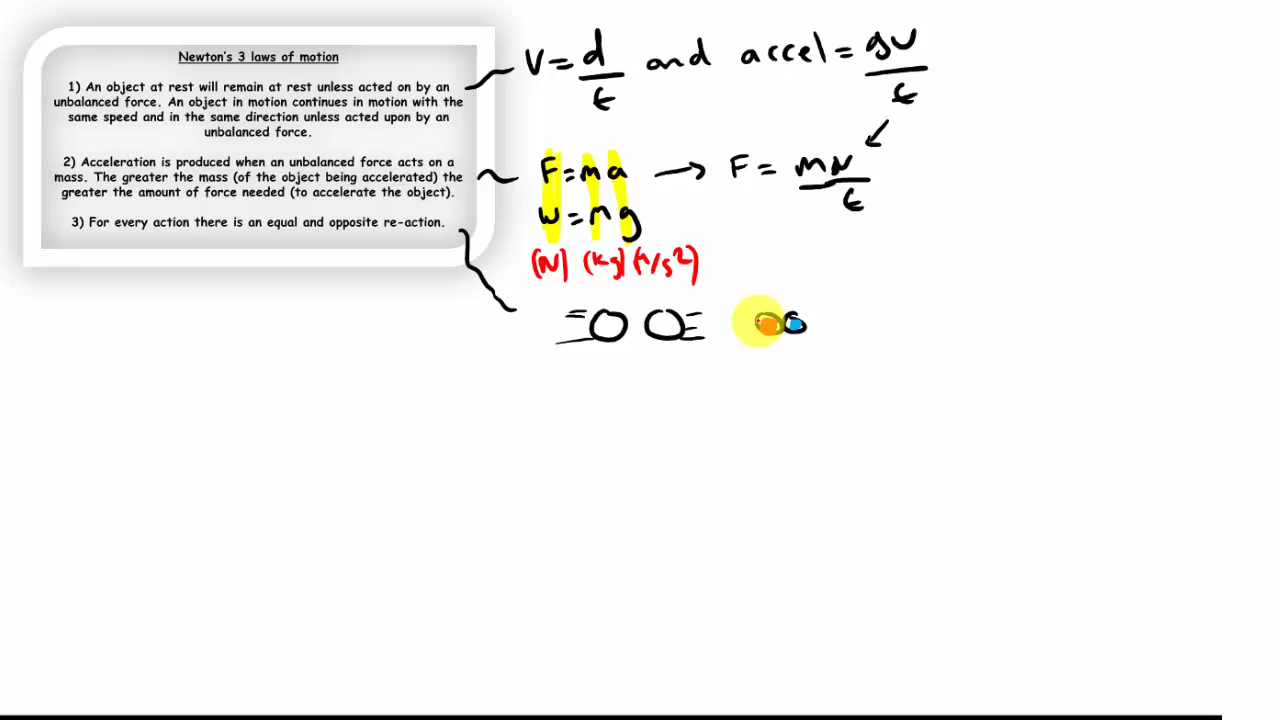 Newton's 3 laws of motion
1) An object at rest will remain at rest unless acted on by an
unbalanced force. An object in motion continues in motion with the
same speed and in the same direction unless acted upon by an
unbalanced force.
2) Acceleration is produced when an unbalanced force acts on a
mass. The greater the mass (of the object being accelerated) the
greater the amount of force needed (to accelerate the object).
3) For every action there is an equal and opposite re-action.
V = d/t and accel = /t
F = ma → F = mv/t
w = mg
(N) (kg) (m/s²)